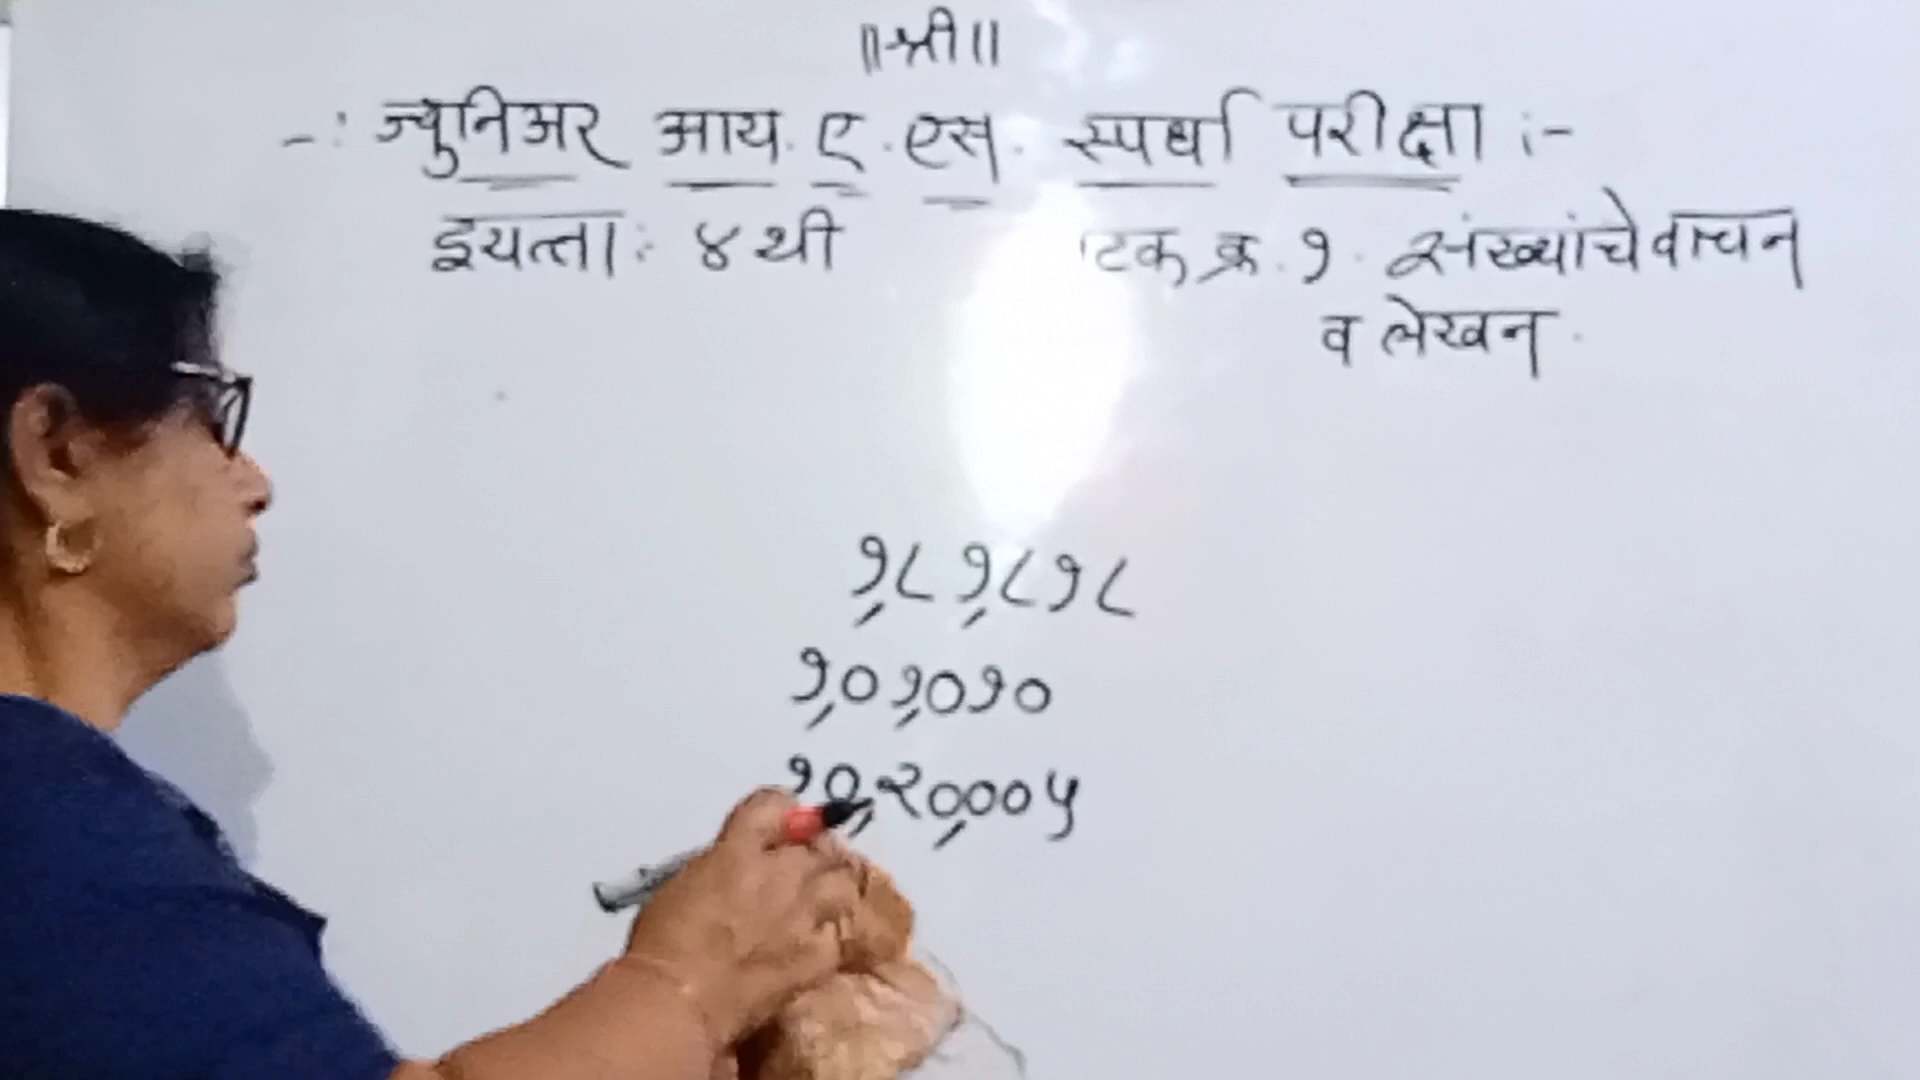 ॥श्री॥
-: ज्युनिअर आय. ए. एस. स्पर्धा परीक्षा :-
इयत्ता : ४थी टक क्र. १. संख्यांचे वाचन
व लेखन.
१,८१,८१८
१,०१,०१०
१०,२०,००५